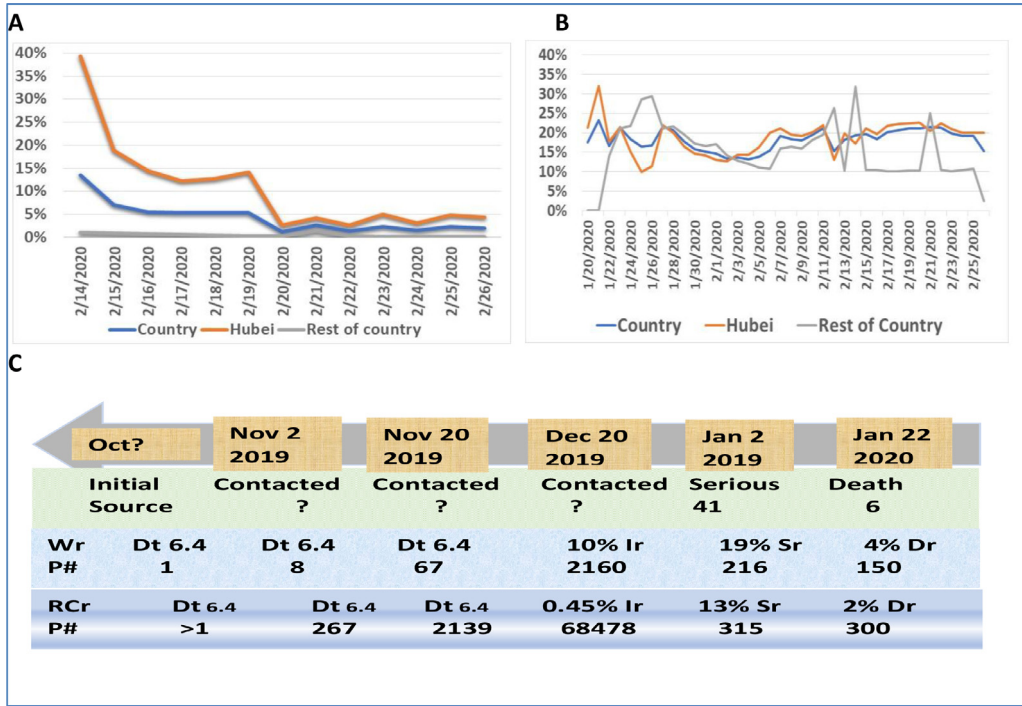 A
40%
35%
30%
25%
20%
15%
10%
5%
0%
2/14/2020
2/15/2020
2/16/2020
2/17/2020
2/18/2020
2/19/2020
2/20/2020
2/21/2020
2/22/2020
2/23/2020
2/24/2020
2/25/2020
2/26/2020
Country Hubei Rest of country
B
40%
35%
30%
25%
20%
15%
10%
5%
0%
1/20/2020
1/22/2020
1/24/2020
1/26/2020
1/28/2020
1/30/2020
2/1/2020
2/3/2020
2/5/2020
2/7/2020
2/9/2020
2/11/2020
2/13/2020
2/15/2020
2/17/2020
2/19/2020
2/21/2020
2/23/2020
2/25/2020
Country Hubei Rest of Country
C
Oct?
Nov 2
2019
Nov 20
2019
Dec 20
2019
Jan 2
2019
Jan 22
2020
Initial
Source
Contacted
?
Contacted
?
Contacted
?
Serious
41
Death
6
Wr Dt 6.4 Dt 6.4 Dt 6.4 10% Ir 19% Sr 4% Dr
P# 1 8 67 2160 216 150
RCr Dt 6.4 Dt 6.4 Dt 6.4 0.45% Ir 13% Sr 2% Dr
P# >1 267 2139 68478 315 300